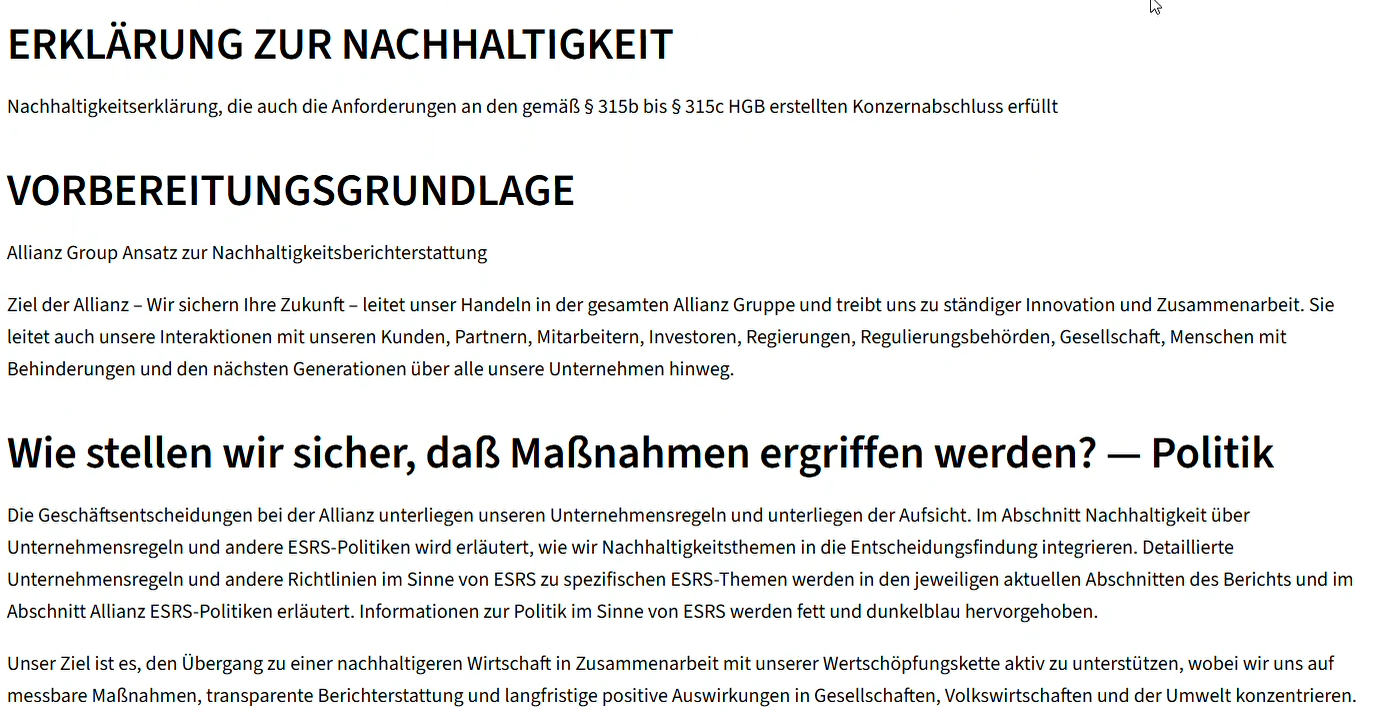 ERKLÄRUNG ZUR NACHHALTIGKEIT
Nachhaltigkeitserklärung, die auch die Anforderungen an den gemäß § 315b bis § 315c HGB erstellten Konzernabschluss erfüllt
VORBEREITUNGSGRUNDLAGE
Allianz Group Ansatz zur Nachhaltigkeitsberichterstattung
Ziel der Allianz – Wir sichern Ihre Zukunft – leitet unser Handeln in der gesamten Allianz Gruppe und treibt uns zu ständiger Innovation und Zusammenarbeit. Sie
leitet auch unsere Interaktionen mit unseren Kunden, Partnern, Mitarbeitern, Investoren, Regierungen, Regulierungsbehörden, Gesellschaft, Menschen mit
Behinderungen und den nächsten Generationen über alle unsere Unternehmen hinweg.
Wie stellen wir sicher, daß Maßnahmen ergriffen werden? — Politik
Die Geschäftsentscheidungen bei der Allianz unterliegen unseren Unternehmensregeln und unterliegen der Aufsicht. Im Abschnitt Nachhaltigkeit über
Unternehmensregeln und andere ESRS-Politiken wird erläutert, wie wir Nachhaltigkeitsthemen in die Entscheidungsfindung integrieren. Detaillierte
Unternehmensregeln und andere Richtlinien im Sinne von ESRS zu spezifischen ESRS-Themen werden in den jeweiligen aktuellen Abschnitten des Berichts und im
Abschnitt Allianz ESRS-Politiken erläutert. Informationen zur Politik im Sinne von ESRS werden fett und dunkelblau hervorgehoben.
Unser Ziel ist es, den Übergang zu einer nachhaltigeren Wirtschaft in Zusammenarbeit mit unserer Wertschöpfungskette aktiv zu unterstützen, wobei wir uns auf
messbare Maßnahmen, transparente Berichterstattung und langfristige positive Auswirkungen in Gesellschaften, Volkswirtschaften und der Umwelt konzentrieren.